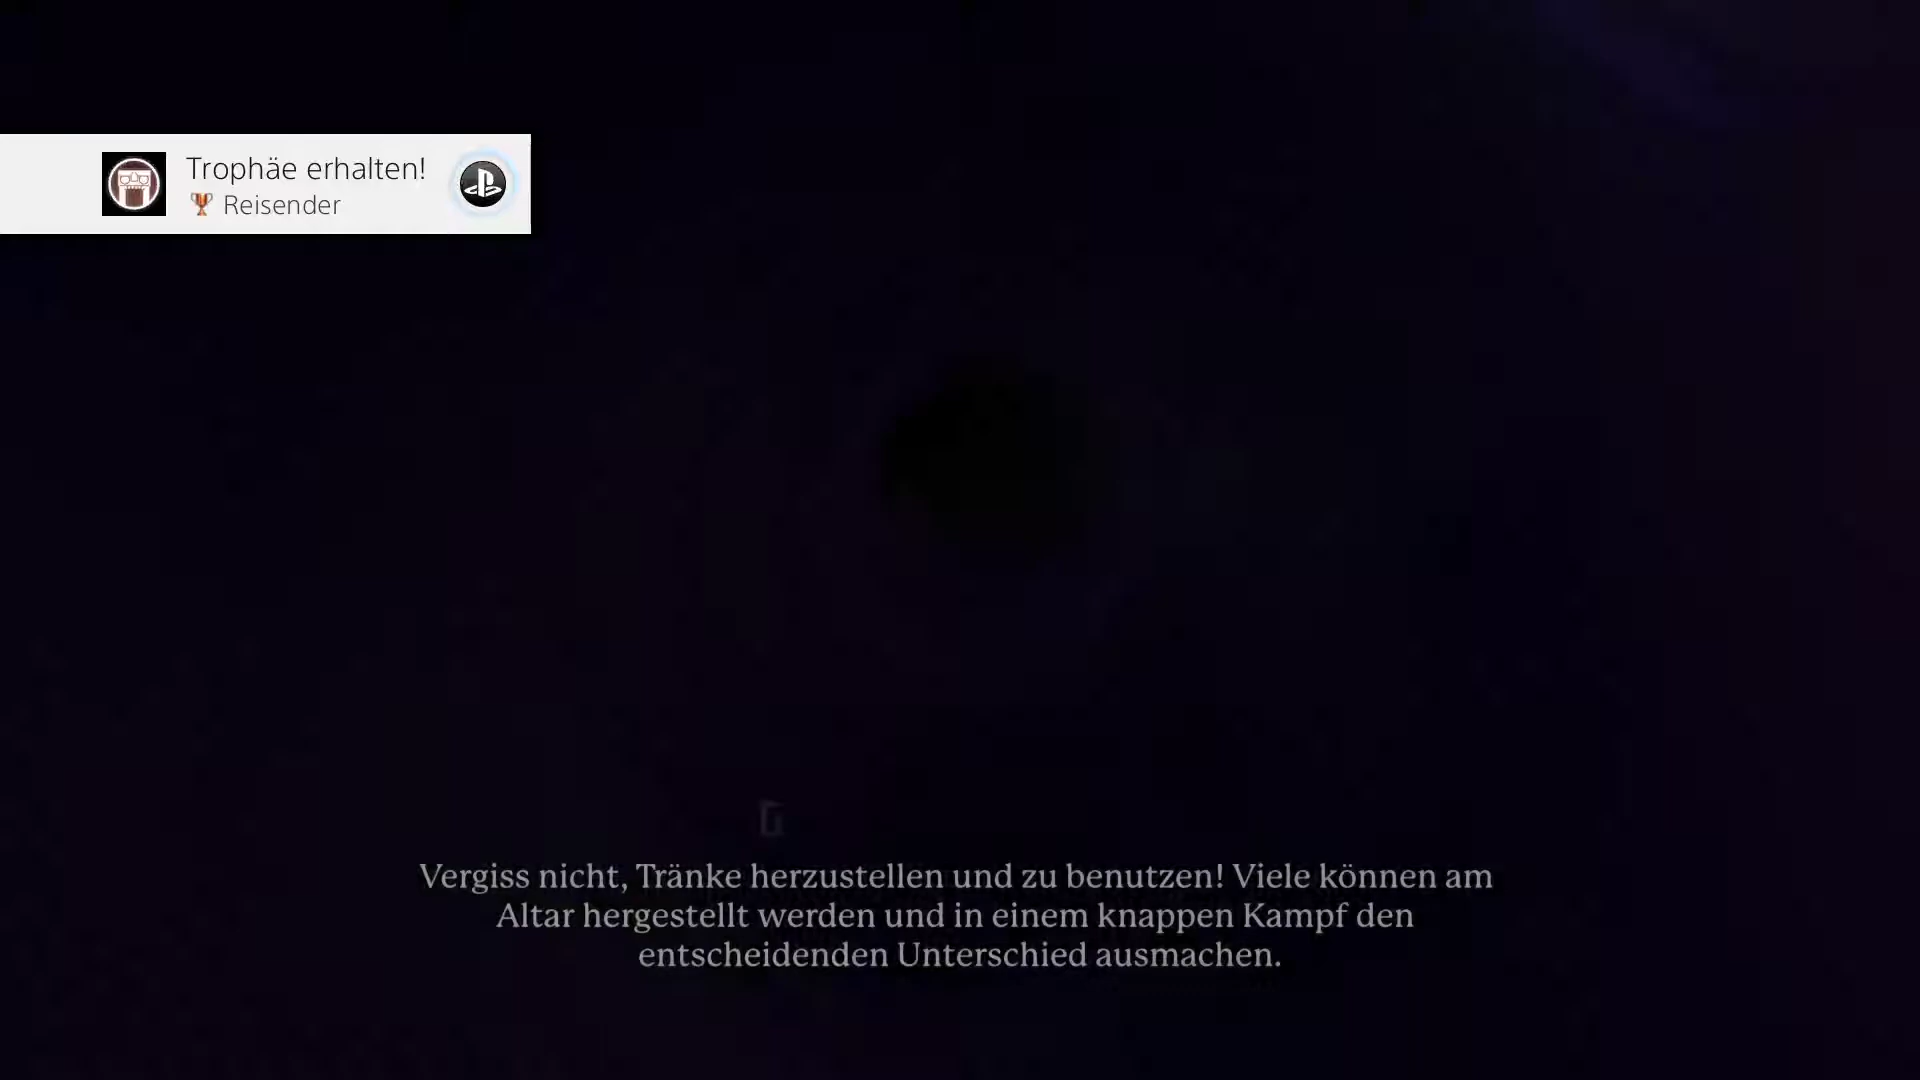 Trophäe erhalten!
Reisender
G
Vergiss nicht, Tränke herzustellen und zu benutzen! Viele können am
Altar hergestellt werden und in einem knappen Kampf den
entscheidenden Unterschied ausmachen.